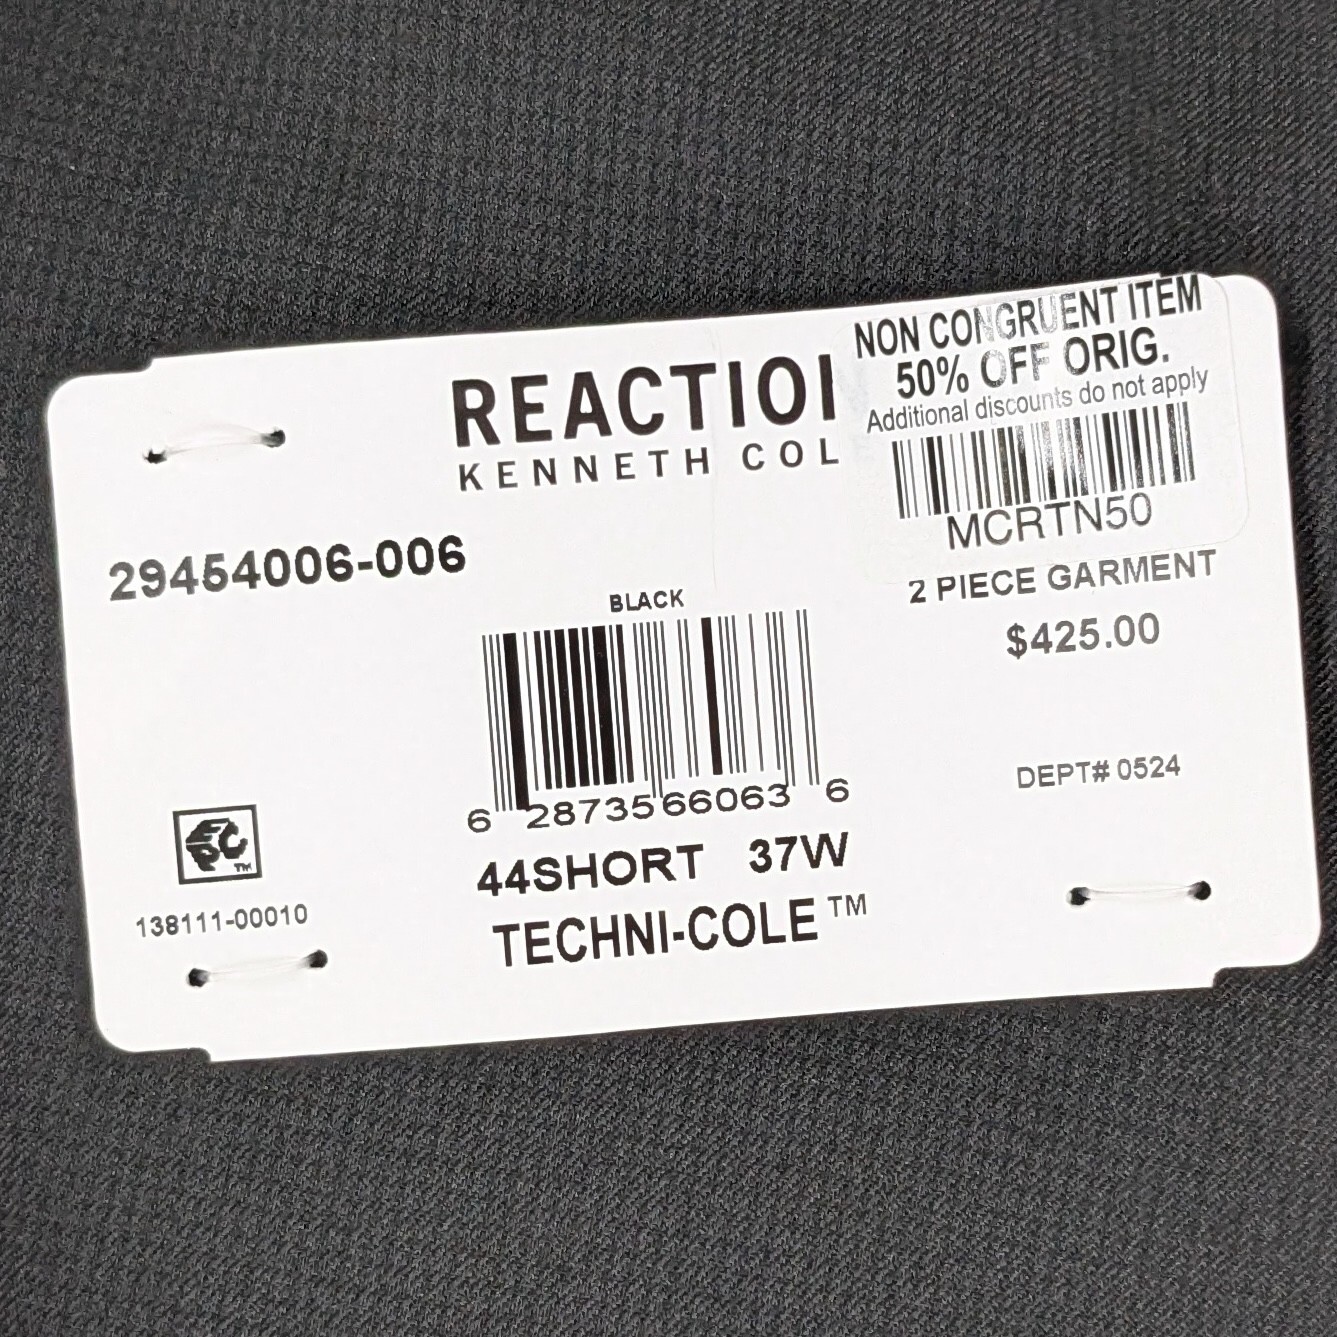 REACTIOI
KENNETH COL
NON CONGRUENT ITEM
50% OFF ORIG.
Additional discounts do not apply
MCRTN50
29454006-006
2 PIECE GARMENT
$425.00
BLACK
6 28735 66063 6
DEPT# 0524
44SHORT 37W
TECHNI-COLE™
EPC™
138111-00010